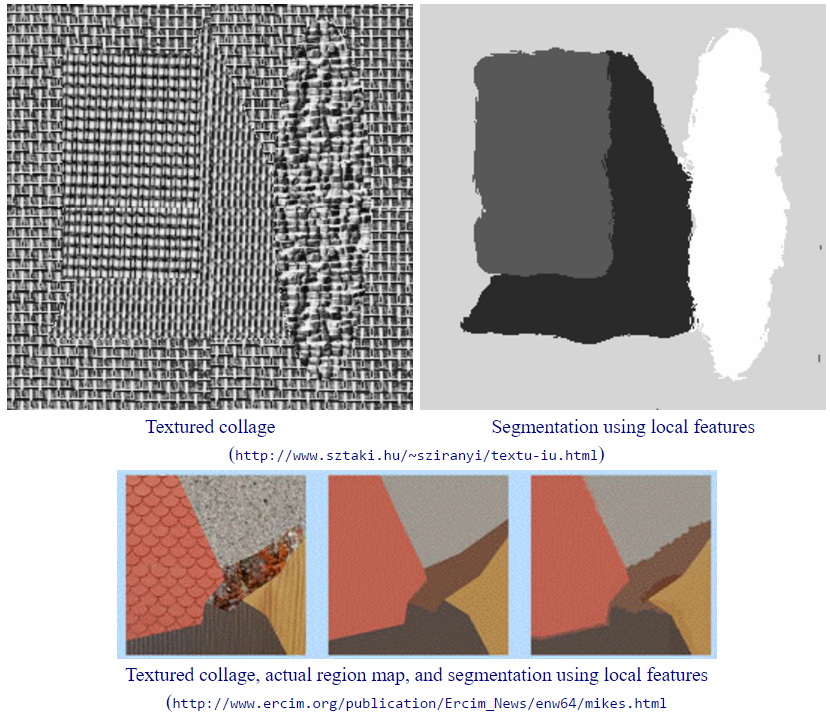 Textured collage
Segmentation using local features
(http://www.sztaki.hu/~sziranyi/textu-iu.html)
Textured collage, actual region map, and segmentation using local features
(http://www.ercim.org/publication/Ercim_News/enw64/mikes.html